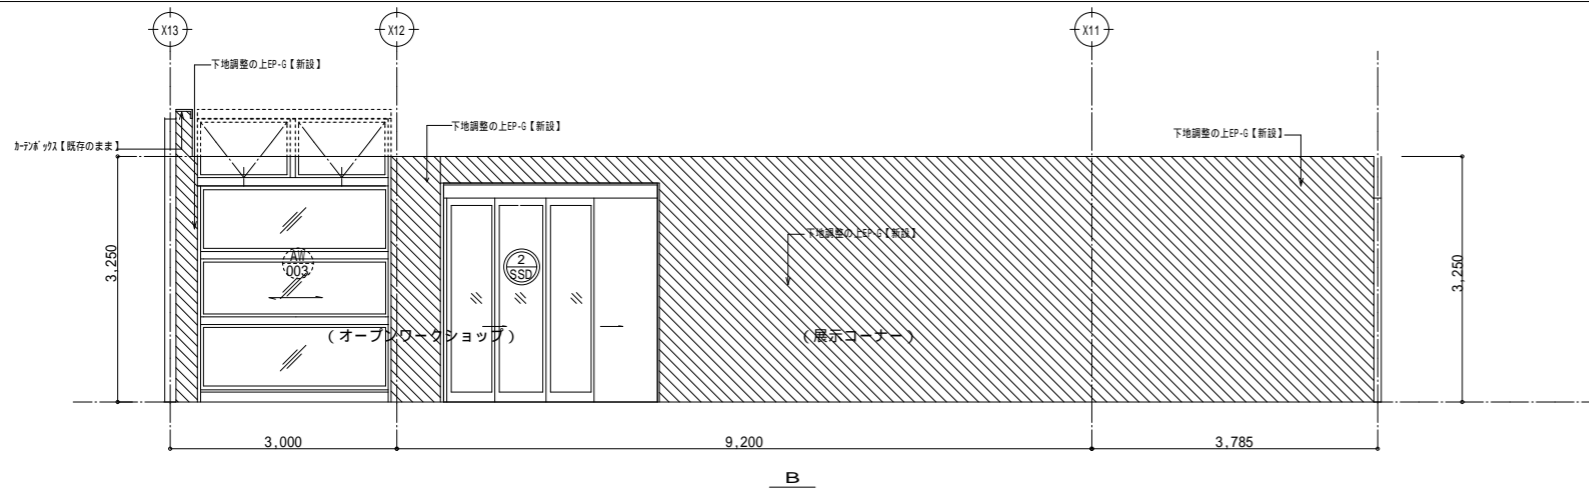 X13
X12
X11
下地調整の上EP-G【新設】
下地調整の上EP-G【新設】
下地調整の上EP-G【新設】
カーテンボックス【既存のまま】
下地調整の上EP-G【新設】
3,250
3,250
AW
003
2
SSD
(オープンワークショップ)
(展示コーナー)
3,000
9,200
3,785
B